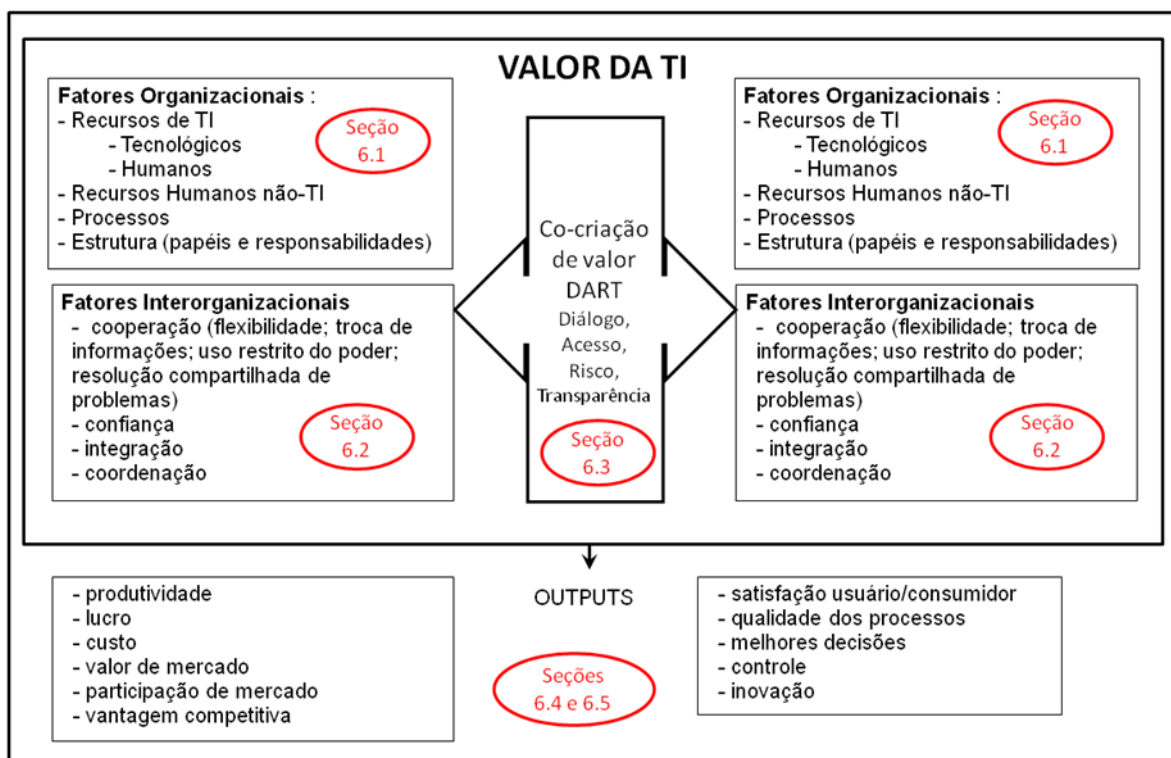 VALOR DA TI
Fatores Organizacionais :
- Recursos de TI
- Tecnológicos
- Humanos
- Recursos Humanos não-TI
- Processos
- Estrutura (papéis e responsabilidades)
Seção
6.1
Fatores Interorganizacionais
- cooperação (flexibilidade; troca de
informações; uso restrito do poder;
resolução compartilhada de
problemas)
- confiança
- integração
- coordenação
Seção
6.2
Co-criação
de valor
DART
Diálogo,
Acesso,
Risco,
Transparência
Seção
6.3
Fatores Organizacionais :
- Recursos de TI
- Tecnológicos
- Humanos
- Recursos Humanos não-TI
- Processos
- Estrutura (papéis e responsabilidades)
Seção
6.1
Fatores Interorganizacionais
- cooperação (flexibilidade; troca de
informações; uso restrito do poder;
resolução compartilhada de
problemas)
- confiança
- integração
- coordenação
Seção
6.2
- produtividade
- lucro
- custo
- valor de mercado
- participação de mercado
- vantagem competitiva
OUTPUTS
Seções
6.4 e 6.5
- satisfação usuário/consumidor
- qualidade dos processos
- melhores decisões
- controle
- inovação